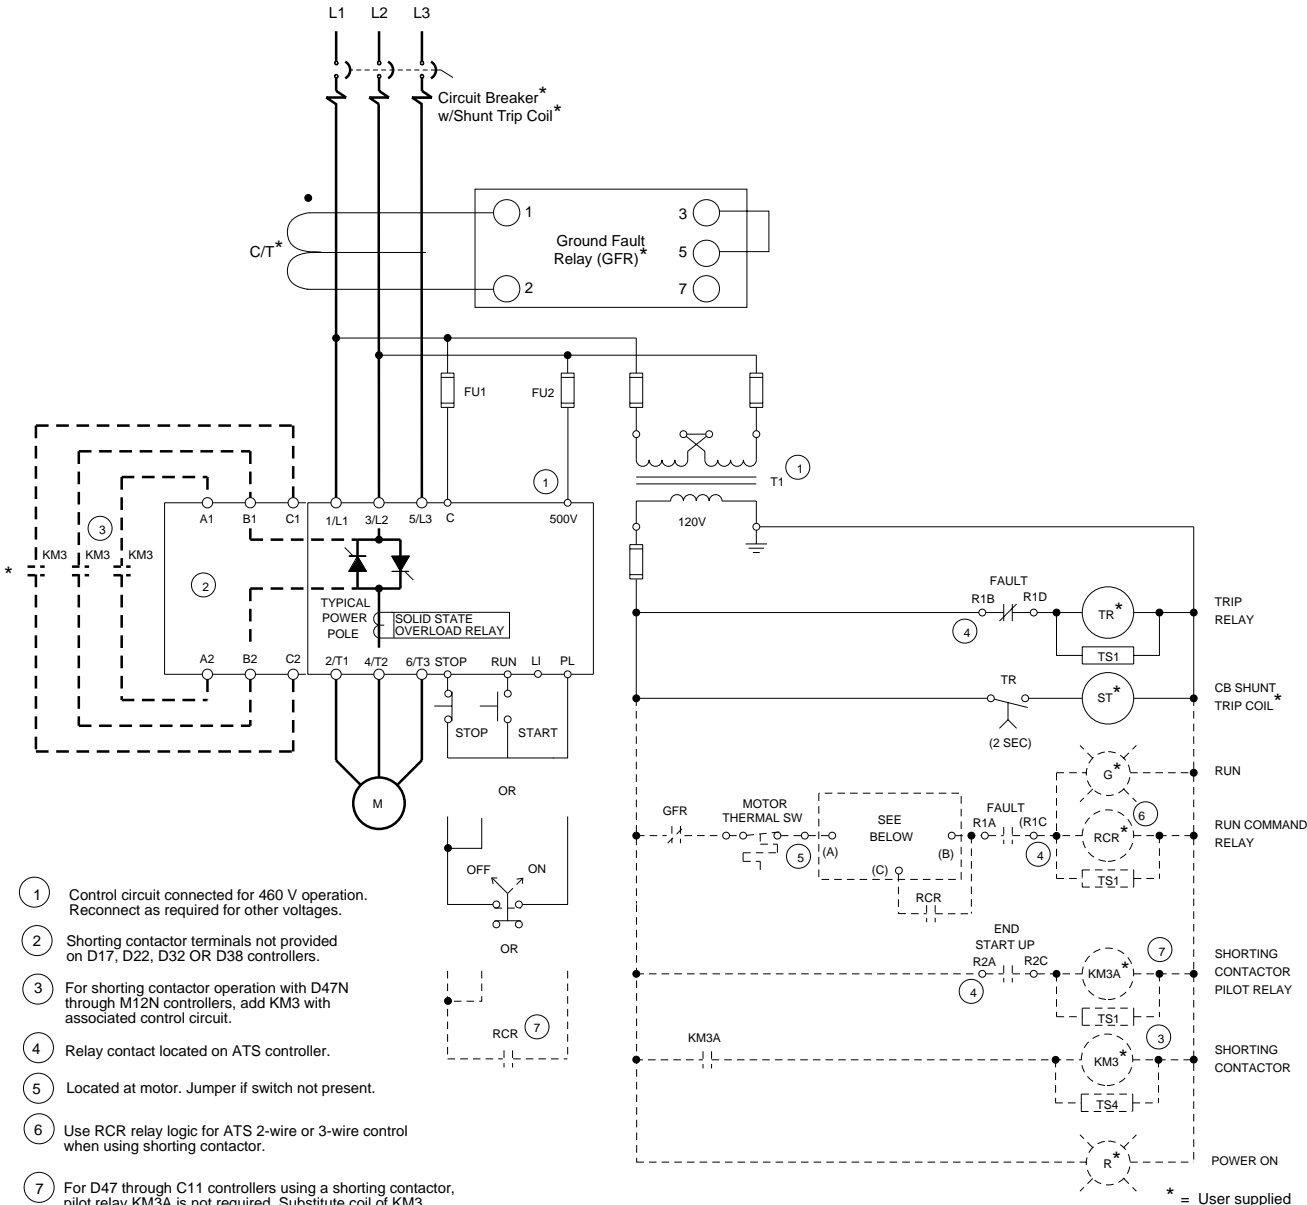 L1 L2 L3
Circuit Breaker*
w/Shunt Trip Coil*
C/T*
1
2
Ground Fault
Relay (GFR)*
3
5
7
FU1
FU2
1
T1
1
120V
A1 B1 C1
1/L1 3/L2 5/L3 C 500V
3
* KM3 KM3 KM3
2
TYPICAL
POWER
POLE
SOLID STATE
OVERLOAD RELAY
A2 B2 C2
2/T1 4/T2 6/T3 STOP RUN LI PL
STOP
START
M
OR
OFF
ON
OR
RCR
7
FAULT
R1B R1D
4
TR*
TS1
TRIP
RELAY
TR
(2 SEC)
ST*
CB SHUNT
TRIP COIL*
G*
RUN
GFR
MOTOR
THERMAL SW
5
SEE
BELOW
(A)
(B)
(C)
RCR
FAULT
R1A (R1C
4
6
RCR*
TS1
RUN COMMAND
RELAY
END
START UP
R2A R2C
4
7
KM3A*
TS1
SHORTING
CONTACTOR
PILOT RELAY
KM3A
3
KM3*
TS4
SHORTING
CONTACTOR
R*
POWER ON
* = User supplied
1 Control circuit connected for 460 V operation.
Reconnect as required for other voltages.
2 Shorting contactor terminals not provided
on D17, D22, D32 OR D38 controllers.
3 For shorting contactor operation with D47N
through M12N controllers, add KM3 with
associated control circuit.
4 Relay contact located on ATS controller.
5 Located at motor. Jumper if switch not present.
6 Use RCR relay logic for ATS 2-wire or 3-wire control
when using shorting contactor.
7 For D47 through C11 controllers using a shorting contactor,
pilot relay KM3A is not required. Substitute coil of KM3